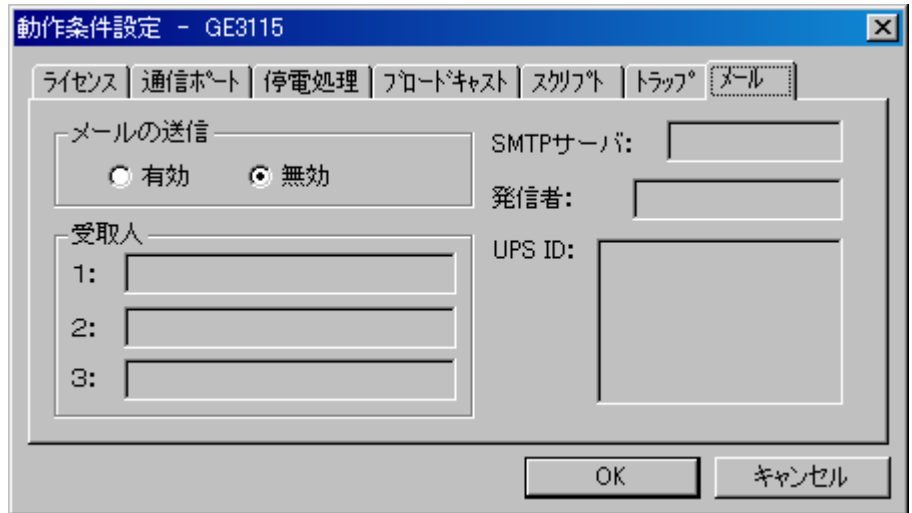 動作条件設定 - GE3115
ライセンス 通信ﾎﾟｰﾄ 停電処理 ﾌﾞﾛｰﾄﾞｷｬｽﾄ ｽｸﾘﾌﾟﾄ ﾄﾗｯﾌﾟ ﾒｰﾙ
メールの送信
有効 無効
受取人
1:
2:
3:
SMTPサーバ:
発信者:
UPS ID:
OK キャンセル